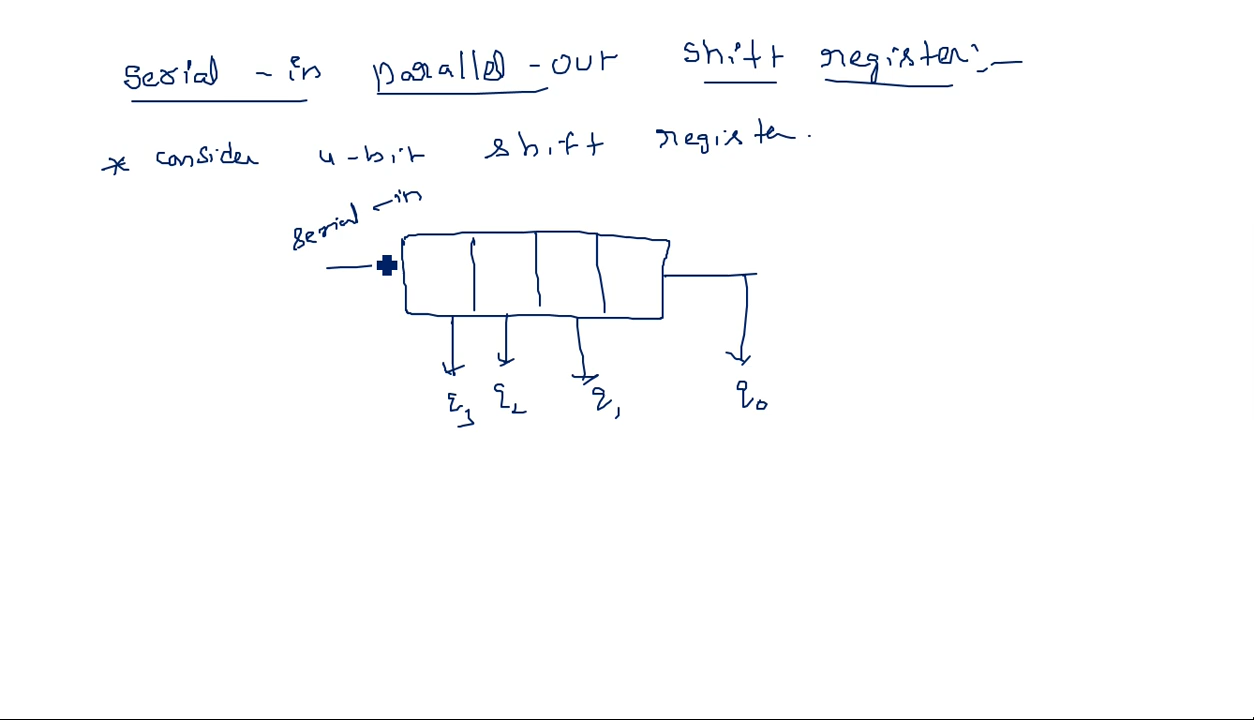 Serial - in parallel - out shift register :-
* consider 4-bit shift register.
serial -in
q3 q2 q1 q0